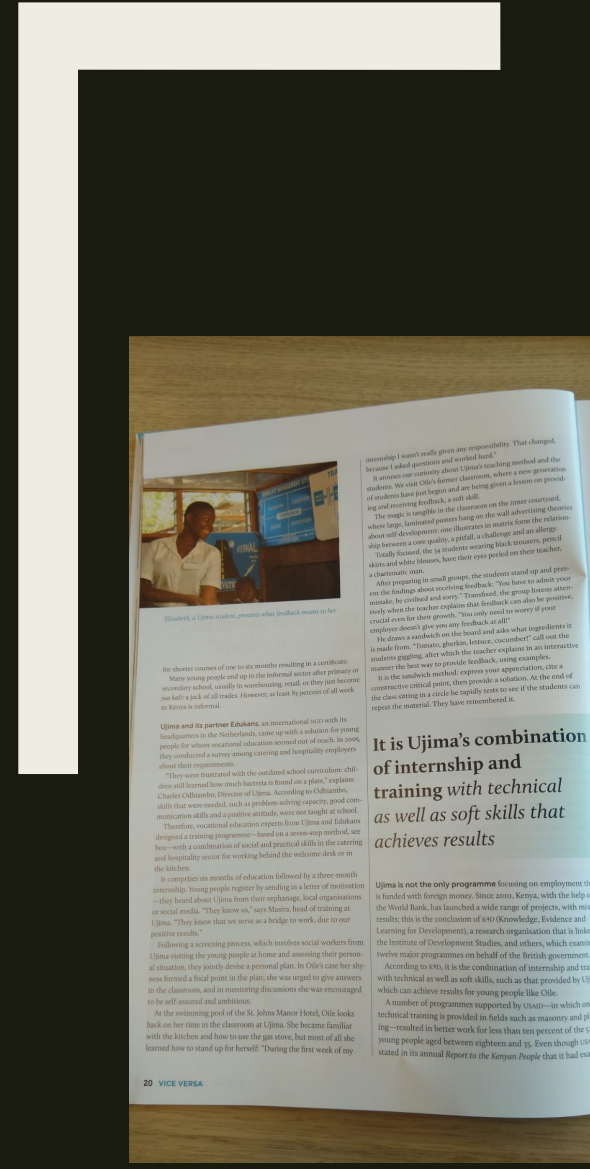 Elizabeth, a Ujima student, presents what feedback means to her
for shorter courses of one to six months resulting in a certificate.
Many young people end up in the informal sector after primary or
secondary school, usually in warehousing, retail, or they just become
jua kali: a jack of all trades. However, at least 83 percent of all work
in Kenya is informal.
Ujima and its partner Edukans, an international NGO with its
headquarters in the Netherlands, came up with a solution for young
people for whom vocational education seemed out of reach. In 2005,
they conducted a survey among catering and hospitality employers
about their requirements.
“They were frustrated with the outdated school curriculum: chil-
dren still learned how much bacteria is found on a plate,” explains
Charles Odhiambo, Director of Ujima. According to Odhiambo,
skills that were needed, such as problem-solving capacity, good com-
munication skills and a positive attitude, were not taught at school.
Therefore, vocational education experts from Ujima and Edukans
designed a training programme—based on a seven-step method, see
box—with a combination of social and practical skills in the catering
and hospitality sector for working behind the welcome desk or in
the kitchen.
It comprises six months of education followed by a three-month
internship. Young people register by sending in a letter of motivation
—they heard about Ujima from their orphanage, local organisations
or social media. “They know us,” says Masira, head of training at
Ujima. “They know that we serve as a bridge to work, due to our
positive results.”
Following a screening process, which involves social workers from
Ujima visiting the young people at home and assessing their person-
al situation, they jointly devise a personal plan. In Oile’s case her shy-
ness formed a focal point in the plan; she was urged to give answers
in the classroom, and in mentoring discussions she was encouraged
to be self-assured and ambitious.
At the swimming pool of the St. Johns Manor Hotel, Oile looks
back on her time in the classroom at Ujima. She became familiar
with the kitchen and how to use the gas stove, but most of all she
learned how to stand up for herself: “During the first week of my
internship I wasn’t really given any responsibility. That changed,
because I asked questions and worked hard.”
It arouses our curiosity about Ujima’s teaching method and the
students. We visit Oile’s former classroom, where a new generation
of students have just begun and are being given a lesson on provid-
ing and receiving feedback, a soft skill.
The magic is tangible in the classroom on the inner courtyard,
where large, laminated posters hang on the wall advertising theories
about self-development: one illustrates in matrix form the relation-
ship between a core quality, a pitfall, a challenge and an allergy.
Totally focused, the 34 students wearing black trousers, pencil
skirts and white blouses, have their eyes peeled on their teacher,
a charismatic man.
After preparing in small groups, the students stand up and pres-
ent the findings about receiving feedback: “You have to admit your
mistake, be civilised and sorry.” Transfixed, the group listens atten-
tively when the teacher explains that feedback can also be positive,
crucial even for their growth. “You only need to worry if your
employer doesn’t give you any feedback at all!”
He draws a sandwich on the board and asks what ingredients it
is made from. “Tomato, gherkin, lettuce, cucumber!” call out the
students giggling, after which the teacher explains in an interactive
manner the best way to provide feedback, using examples.
It is the sandwich method: express your appreciation, cite a
constructive critical point, then provide a solution. At the end of
the class sitting in a circle he rapidly tests to see if the students can
repeat the material. They have remembered it.
It is Ujima’s combination
of internship and
training with technical
as well as soft skills that
achieves results
Ujima is not the only programme focusing on employment th
is funded with foreign money. Since 2010, Kenya, with the help o
the World Bank, has launched a wide range of projects, with mix
results: this is the conclusion of K4D (Knowledge, Evidence and
Learning for Development), a research organisation that is linke
the Institute of Development Studies, and others, which examin
twelve major programmes on behalf of the British government.
According to K4D, it is the combination of internship and tra
with technical as well as soft skills, such as that provided by Uj
which can achieve results for young people like Oile.
A number of programmes supported by USAID—in which on
technical training is provided in fields such as masonry and pl
ing—resulted in better work for less than ten percent of the
young people aged between eighteen and 35. Even though
stated in its annual Report to the Kenyan People that it had exa
20 VICE VERSA